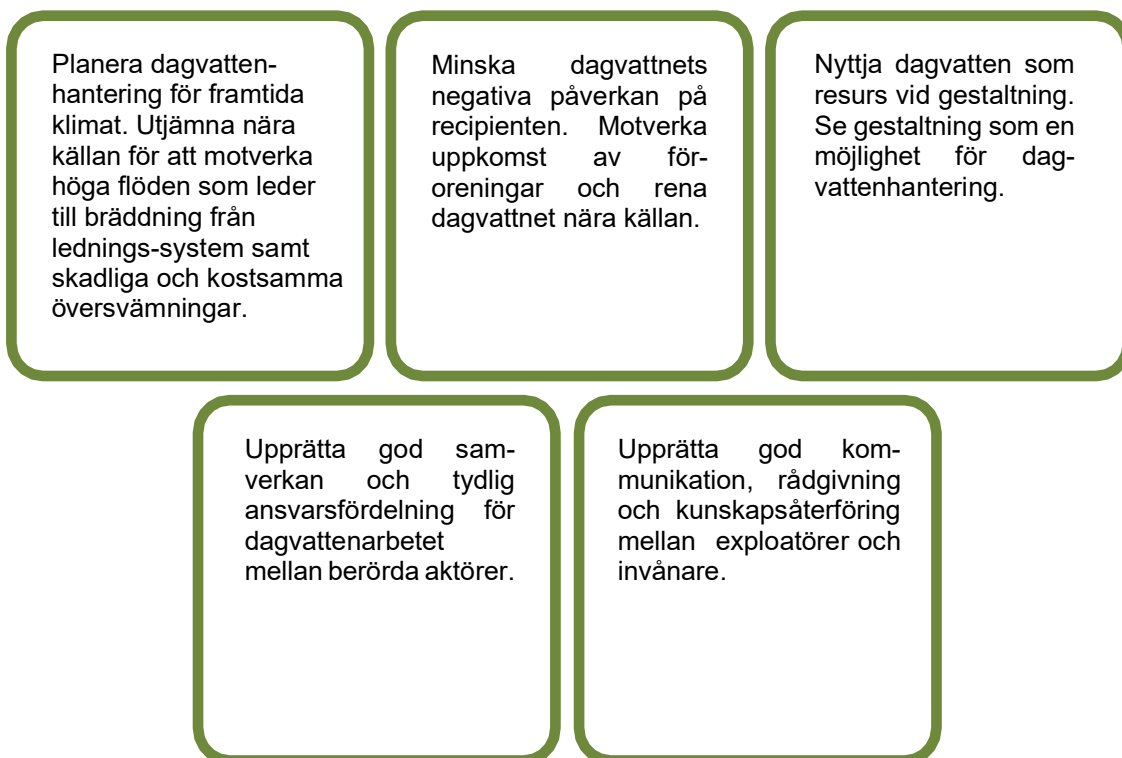 Planera dagvatten-
hantering för framtida
klimat. Utjämna nära
källan för att motverka
höga flöden som leder
till bräddning från
lednings-system samt
skadliga och kostsamma
översvämningar.
Minska dagvattnets
negativa påverkan på
recipienten. Motverka
uppkomst av för-
oreningar och rena
dagvattnet nära källan.
Nyttja dagvatten som
resurs vid gestaltning.
Se gestaltning som en
möjlighet för dag-
vattenhantering.
Upprätta god sam-
verkan och tydlig
ansvarsfördelning för
dagvattenarbetet
mellan berörda aktörer.
Upprätta god kom-
munikation, rådgivning
och kunskapsåterföring
mellan exploatörer och
invånare.